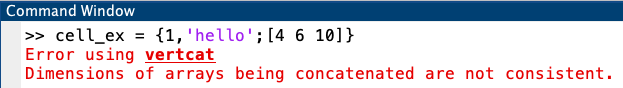 Command Window
>> cell_ex = {1,'hello';[4 6 10]}
Error using vertcat
Dimensions of arrays being concatenated are not consistent.